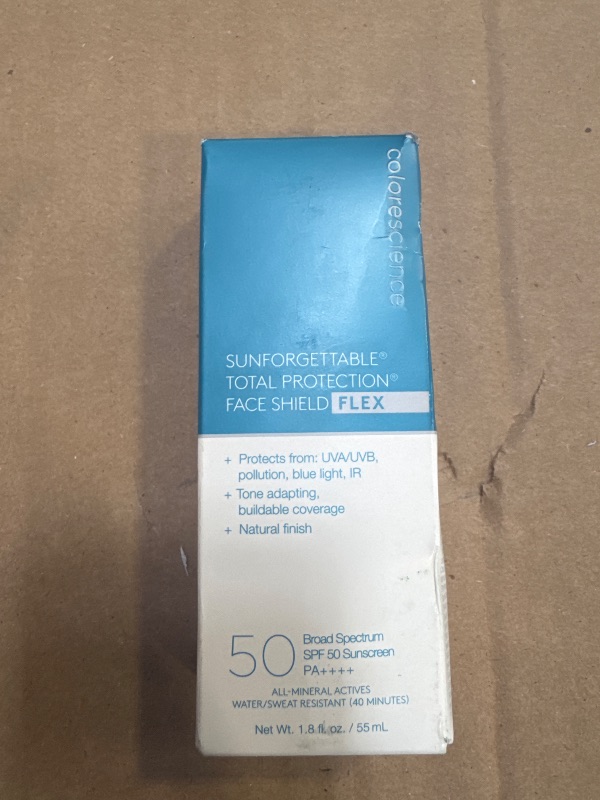 colorescience
SUNFORGETTABLE®
TOTAL PROTECTION®
FACE SHIELD FLEX
+ Protects from: UVA/UVB,
pollution, blue light, IR
+ Tone adapting,
buildable coverage
+ Natural finish
50
Broad Spectrum
SPF 50 Sunscreen
PA++++
ALL-MINERAL ACTIVES
WATER/SWEAT RESISTANT (40 MINUTES)
Net Wt. 1.8 fl. oz. / 55 mL